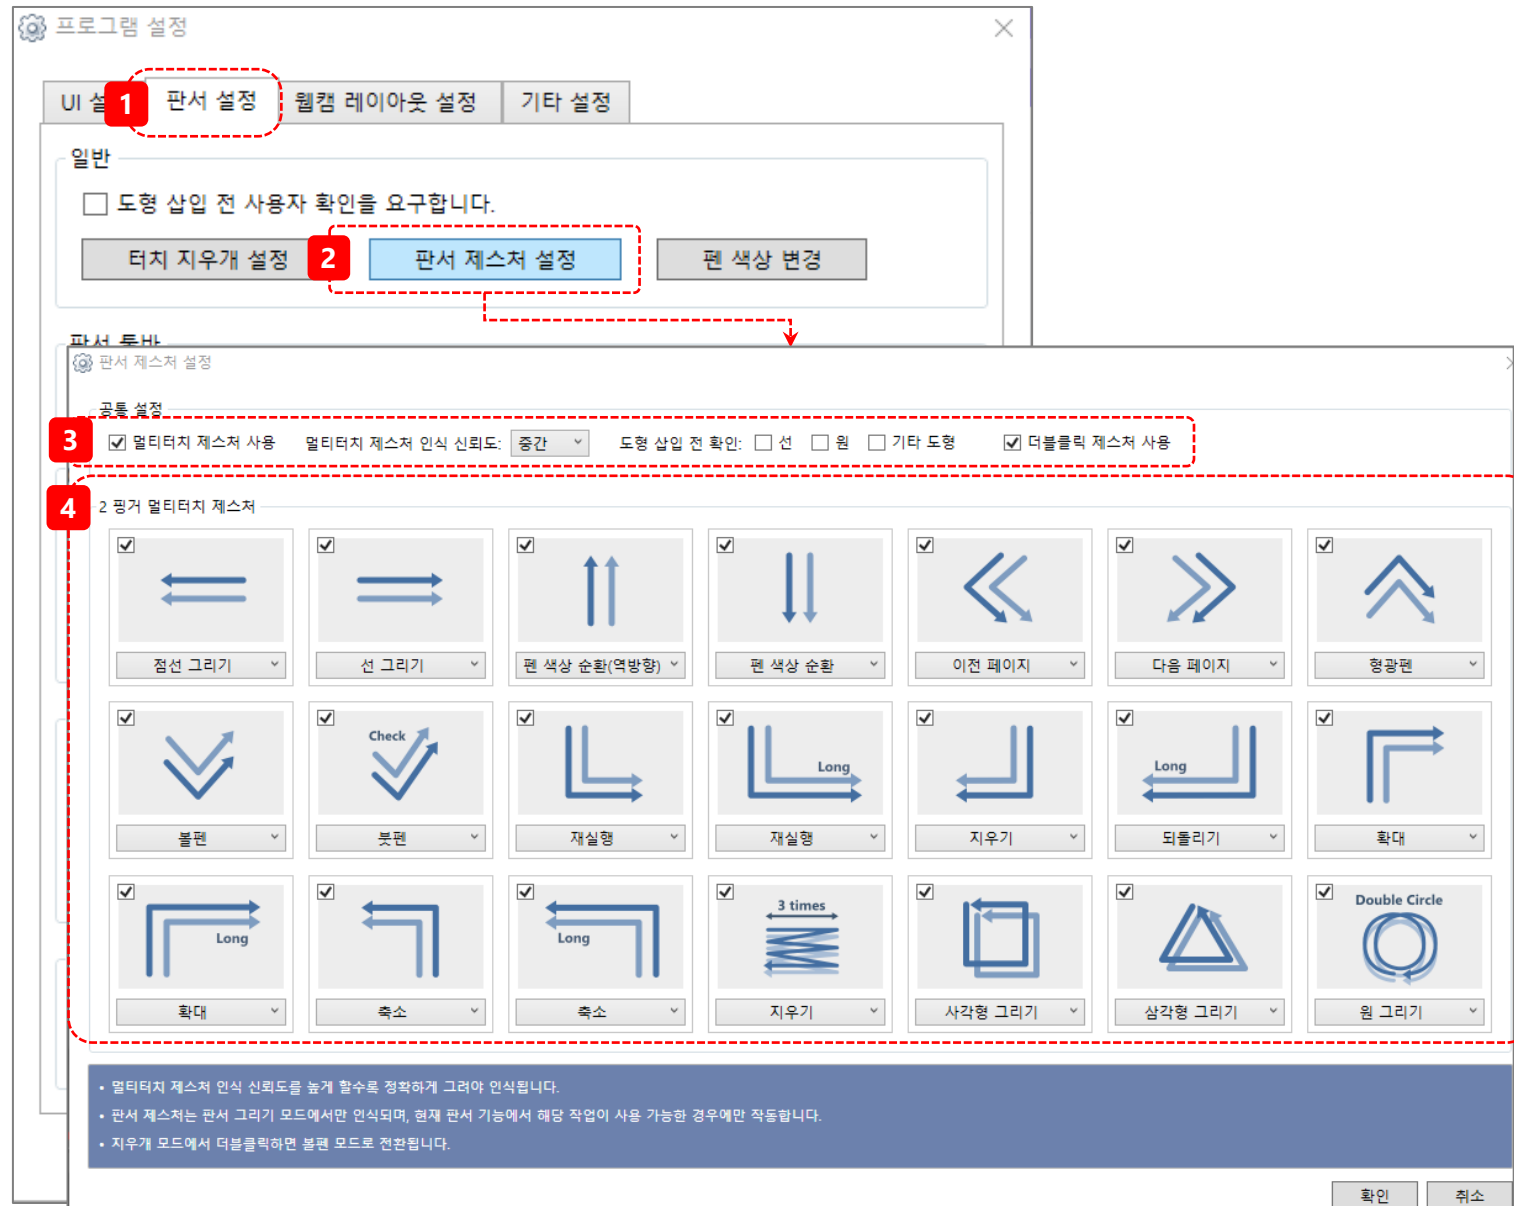 프로그램 설정
UI 설
1
판서 설정
웹캠 레이아웃 설정
기타 설정
일반
도형 삽입 전 사용자 확인을 요구합니다.
터치 지우개 설정
2
판서 제스처 설정
펜 색상 변경
판서 툴바
판서 제스처 설정
공통 설정
3
멀티터치 제스처 사용 멀티터치 제스처 인식 신뢰도: 중간 도형 삽입 전 확인: 선 원 기타 도형 더블클릭 제스처 사용
4
2 핑거 멀티터치 제스처
점선 그리기 선 그리기 펜 색상 순환(역방향) 펜 색상 순환 이전 페이지 다음 페이지 형광펜
Check
Long
Long
볼펜 붓펜 재실행 재실행 지우기 되돌리기 확대
3 times
Double Circle
Long
Long
확대 축소 축소 지우기 사각형 그리기 삼각형 그리기 원 그리기
• 멀티터치 제스처 인식 신뢰도를 높게 할수록 정확하게 그려야 인식됩니다.
• 판서 제스처는 판서 그리기 모드에서만 인식되며, 현재 판서 기능에서 해당 작업이 사용 가능한 경우에만 작동합니다.
• 지우개 모드에서 더블클릭하면 볼펜 모드로 전환됩니다.
확인 취소